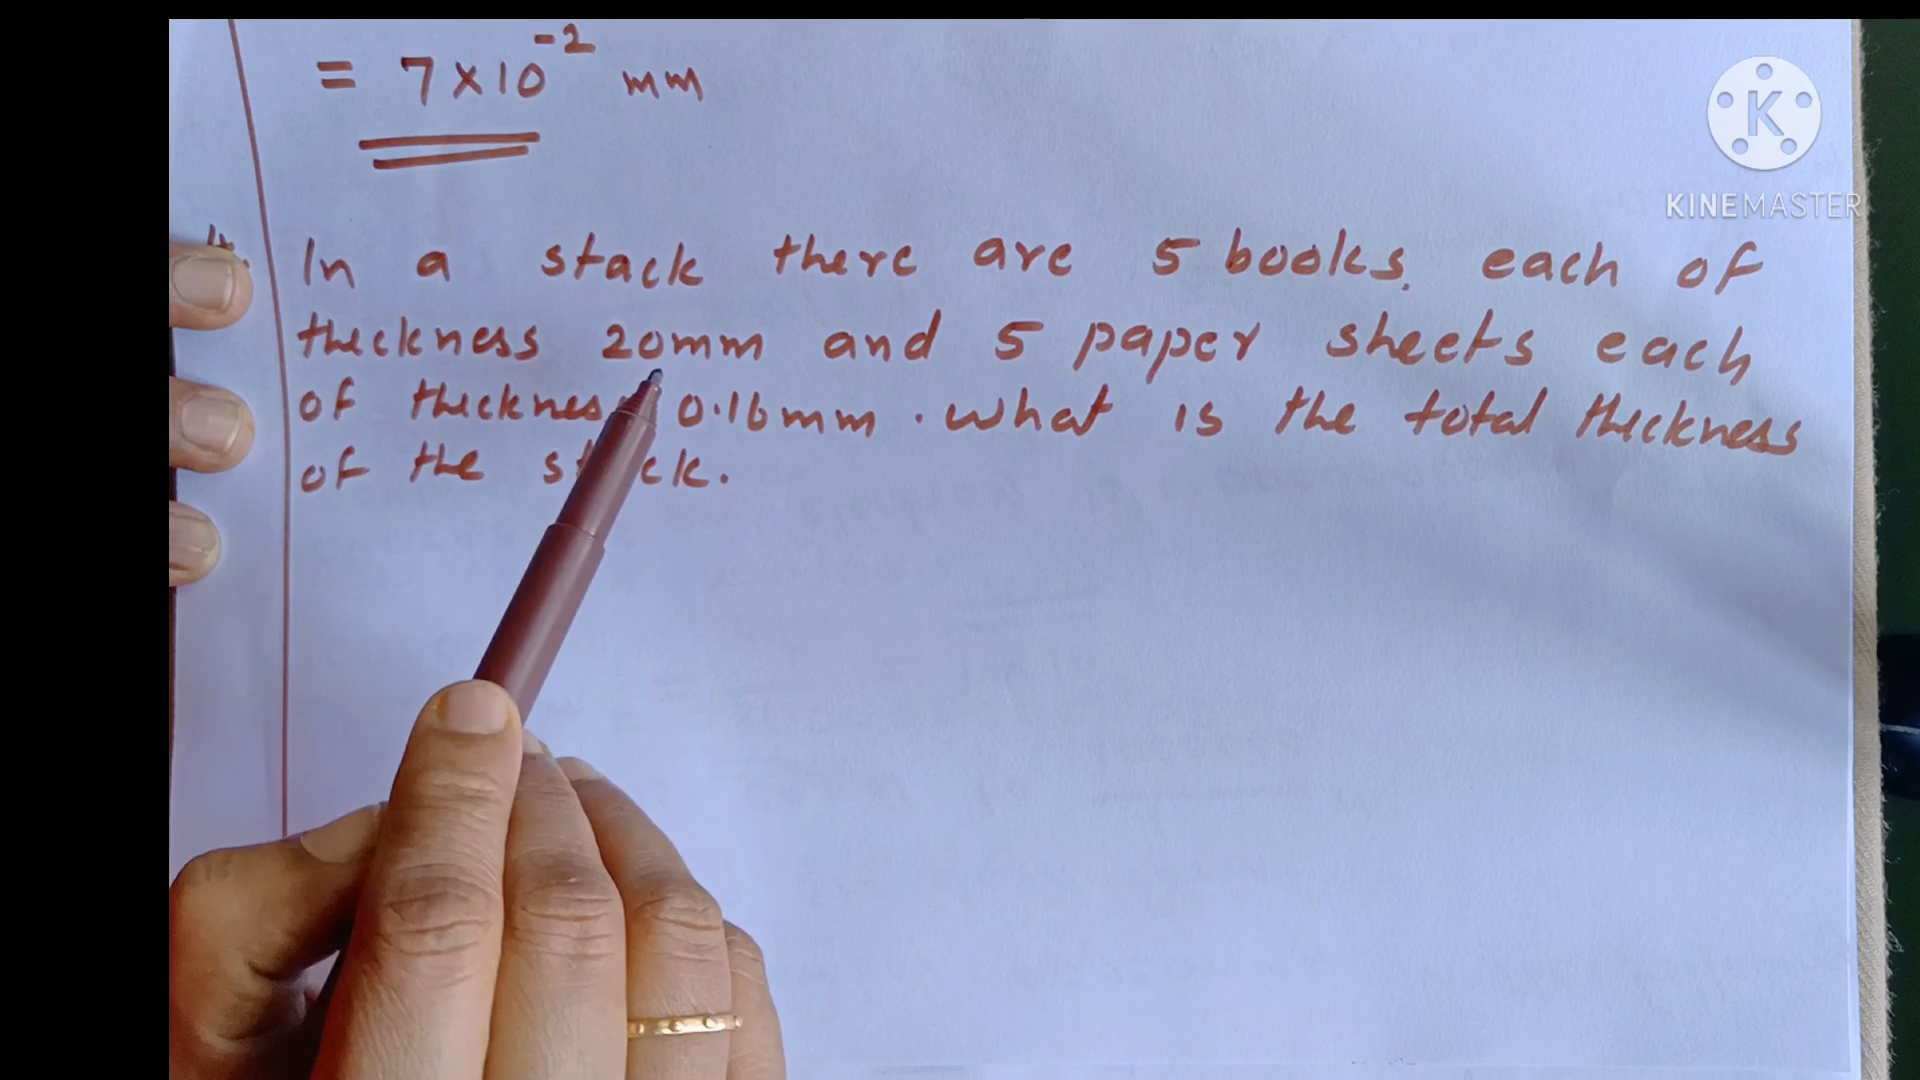 = 7×10⁻² mm
K
KINEMASTER
4. In a stack there are 5 books. each of
thickness 20mm and 5 paper sheets each
of thickness 0.16mm. what is the total thickness
of the stack.